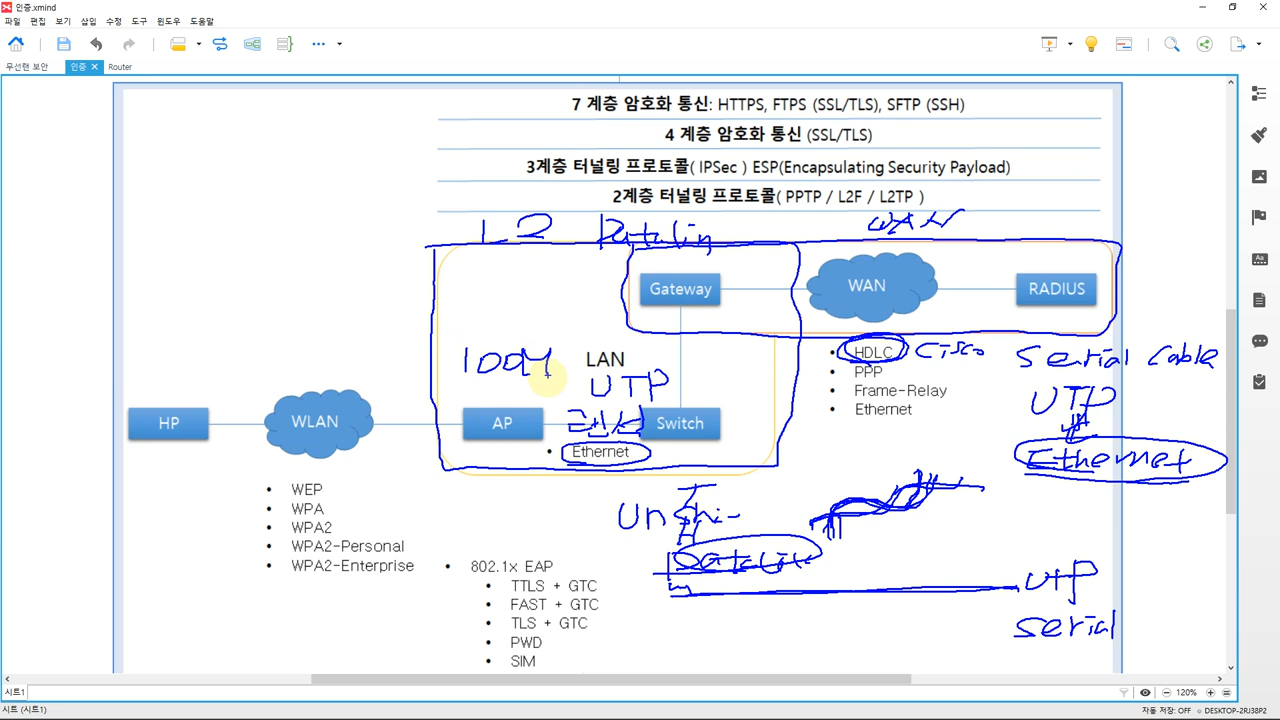 인증.xmind
파일 편집 보기 삽입 수정 도구 윈도우 도움말
무선랜 보안 인증 Router
7 계층 암호화 통신: HTTPS, FTPS (SSL/TLS), SFTP (SSH)
4 계층 암호화 통신 (SSL/TLS)
3계층 터널링 프로토콜( IPSec ) ESP(Encapsulating Security Payload)
2계층 터널링 프로토콜( PPTP / L2F / L2TP )
L2 WAN
Gateway WAN RADIUS
100M LAN
UTP
HDLC Cisco Serial Cable
PPP
Frame-Relay UTP
Ethernet
HP WLAN AP Switch
Ethernet Ethernet
WEP
WPA
WPA2
WPA2-Personal
WPA2-Enterprise
Unshi-
802.1x EAP
TTLS + GTC
FAST + GTC
TLS + GTC
PWD
SIM
UTP
serial
시트1 120%
시트 (시트1) 자동 저장: OFF DESKTOP-2RJ38P2